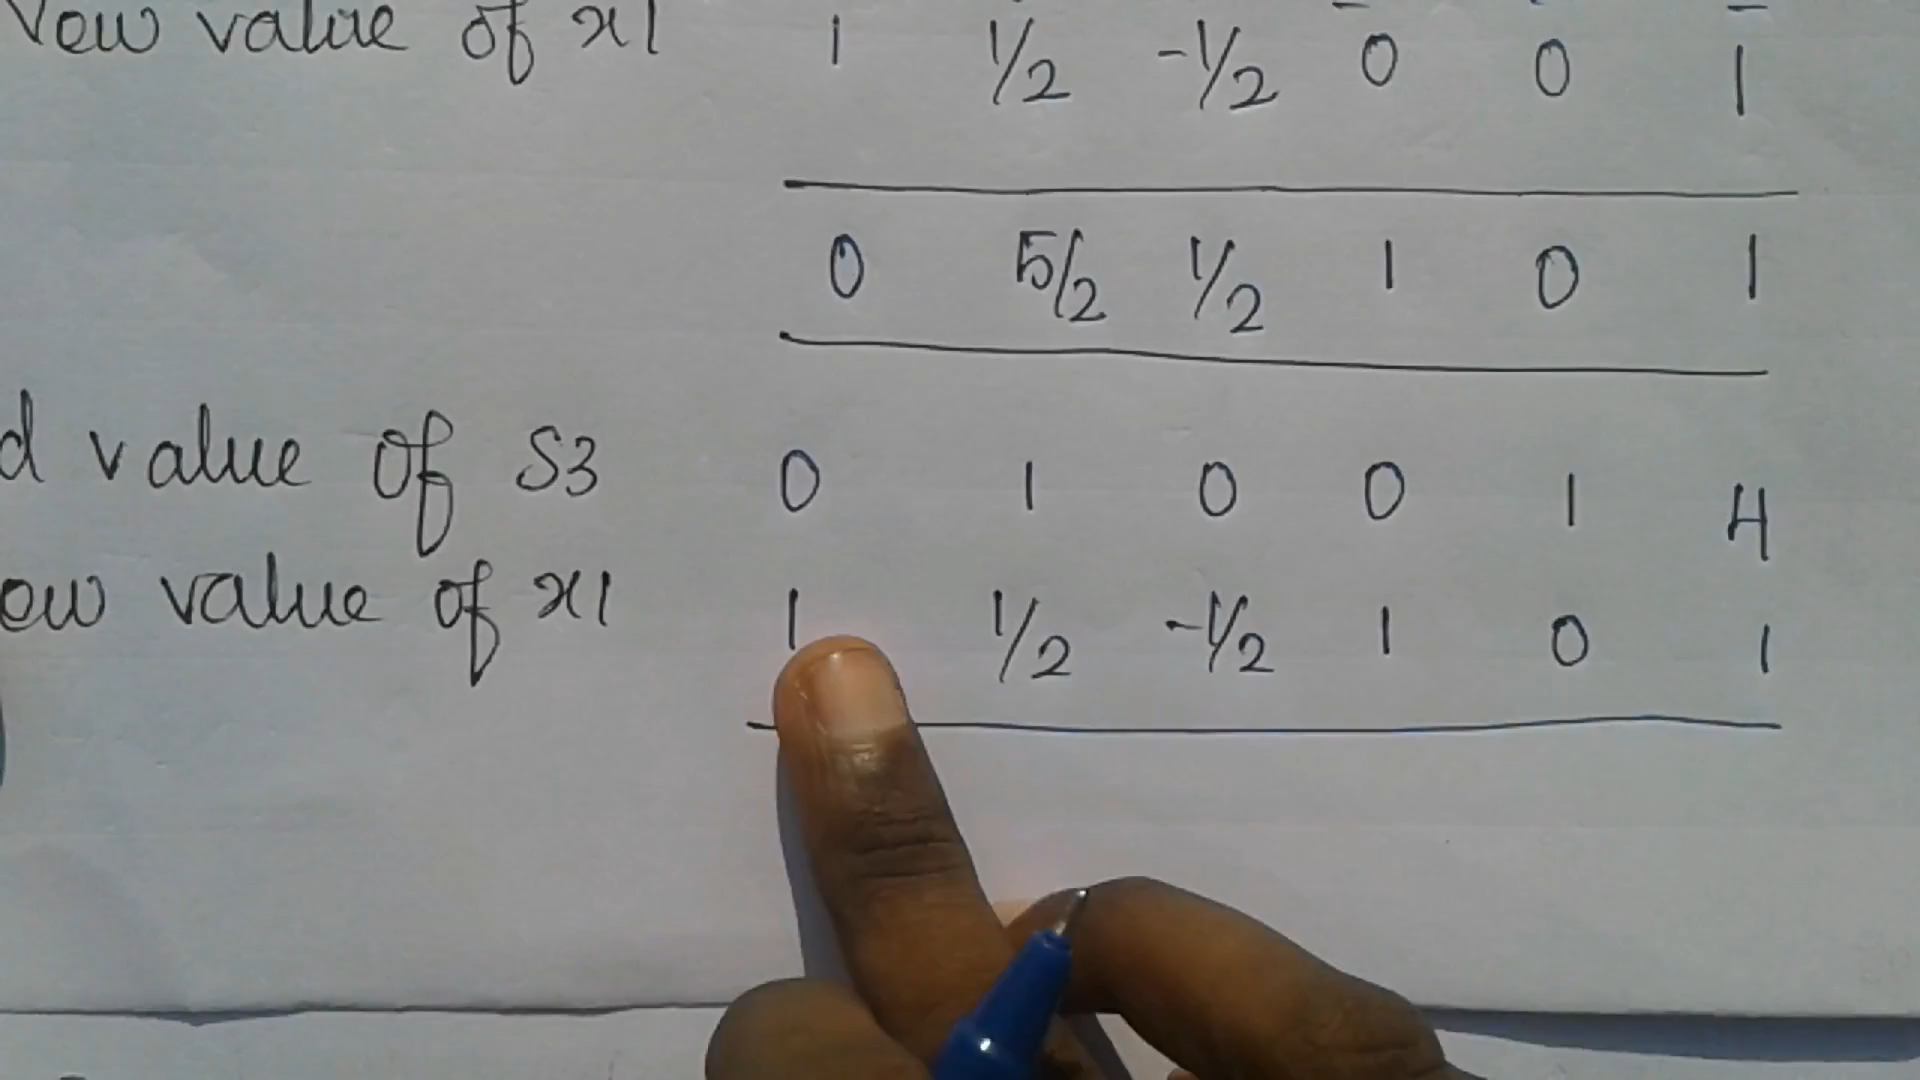 New value of x1 1 1/2 -1/2 0 0 1
0 5/2 1/2 1 0 1
d value of S3 0 1 0 0 1 4
ow value of x1 1 1/2 -1/2 1 0 1